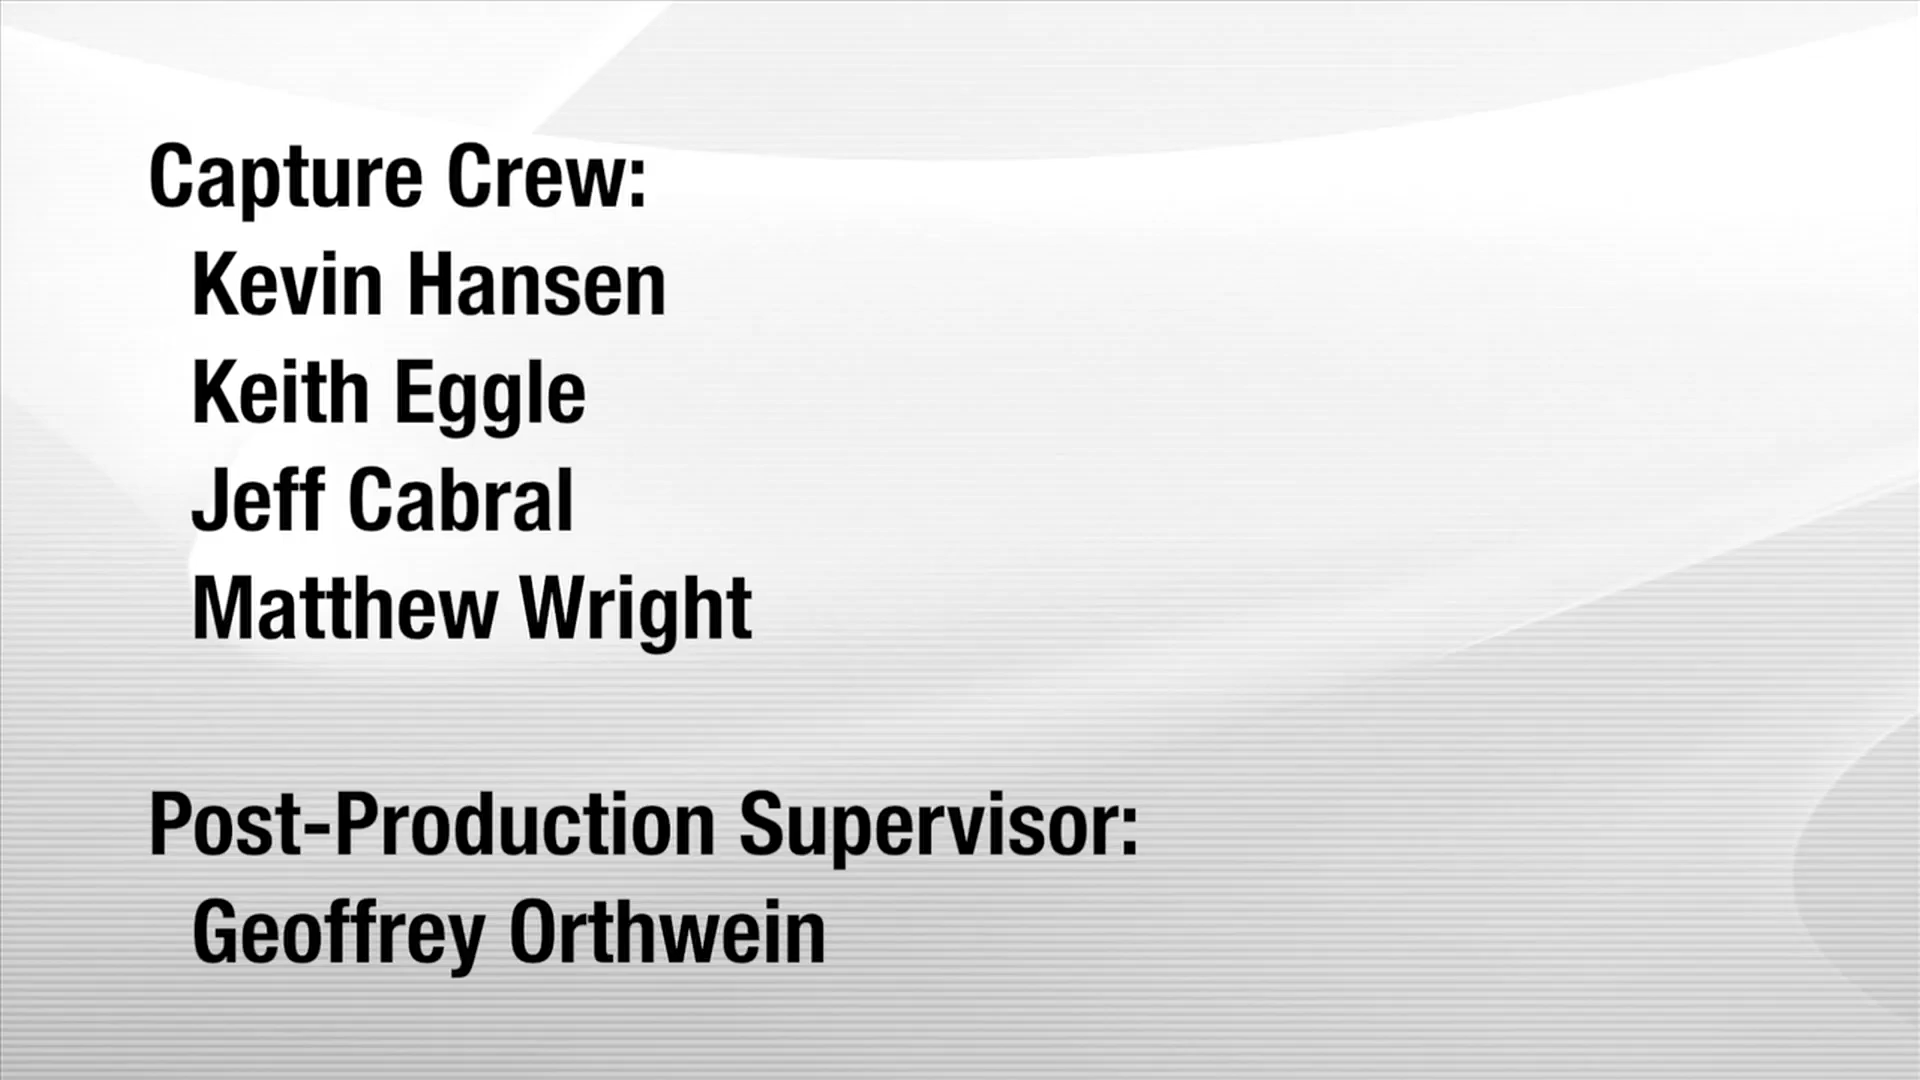 Capture Crew:
Kevin Hansen
Keith Eggle
Jeff Cabral
Matthew Wright
Post-Production Supervisor:
Geoffrey Orthwein